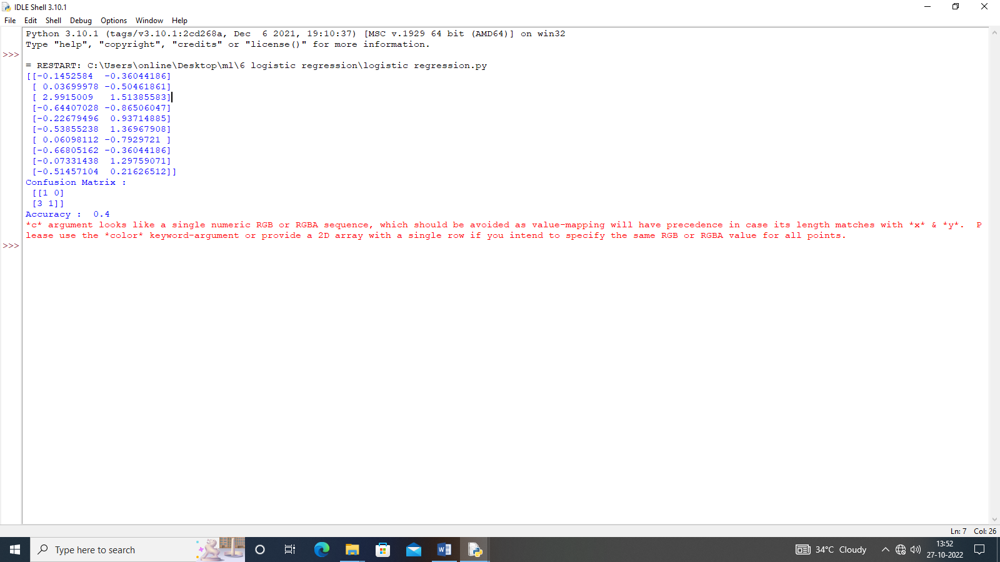 IDLE Shell 3.10.1
File Edit Shell Debug Options Window Help
Python 3.10.1 (tags/v3.10.1:2cd268a, Dec  6 2021, 19:10:37) [MSC v.1929 64 bit (AMD64)] on win32
Type "help", "copyright", "credits" or "license()" for more information.
>>>
= RESTART: C:\Users\online\Desktop\ml\6 logistic regression\logistic regression.py
[[-0.1452584  -0.36044186]
 [ 0.03699978 -0.50461861]
 [ 2.9915009   1.51385583]
 [-0.64407028 -0.86506047]
 [-0.22679496  0.93714885]
 [-0.53855238  1.36967908]
 [ 0.06098112 -0.7929721 ]
 [-0.66805162 -0.36044186]
 [-0.07331438  1.29759071]
 [-0.51457104  0.21626512]]
Confusion Matrix :
 [[1 0]
 [3 1]]
Accuracy :  0.4
*c* argument looks like a single numeric RGB or RGBA sequence, which should be avoided as value-mapping will have precedence in case its length matches with *x* & *y*.  P
lease use the *color* keyword-argument or provide a 2D array with a single row if you intend to specify the same RGB or RGBA value for all points.
>>>
Ln: 7 Col: 26
Type here to search
34°C Cloudy
13:52
27-10-2022